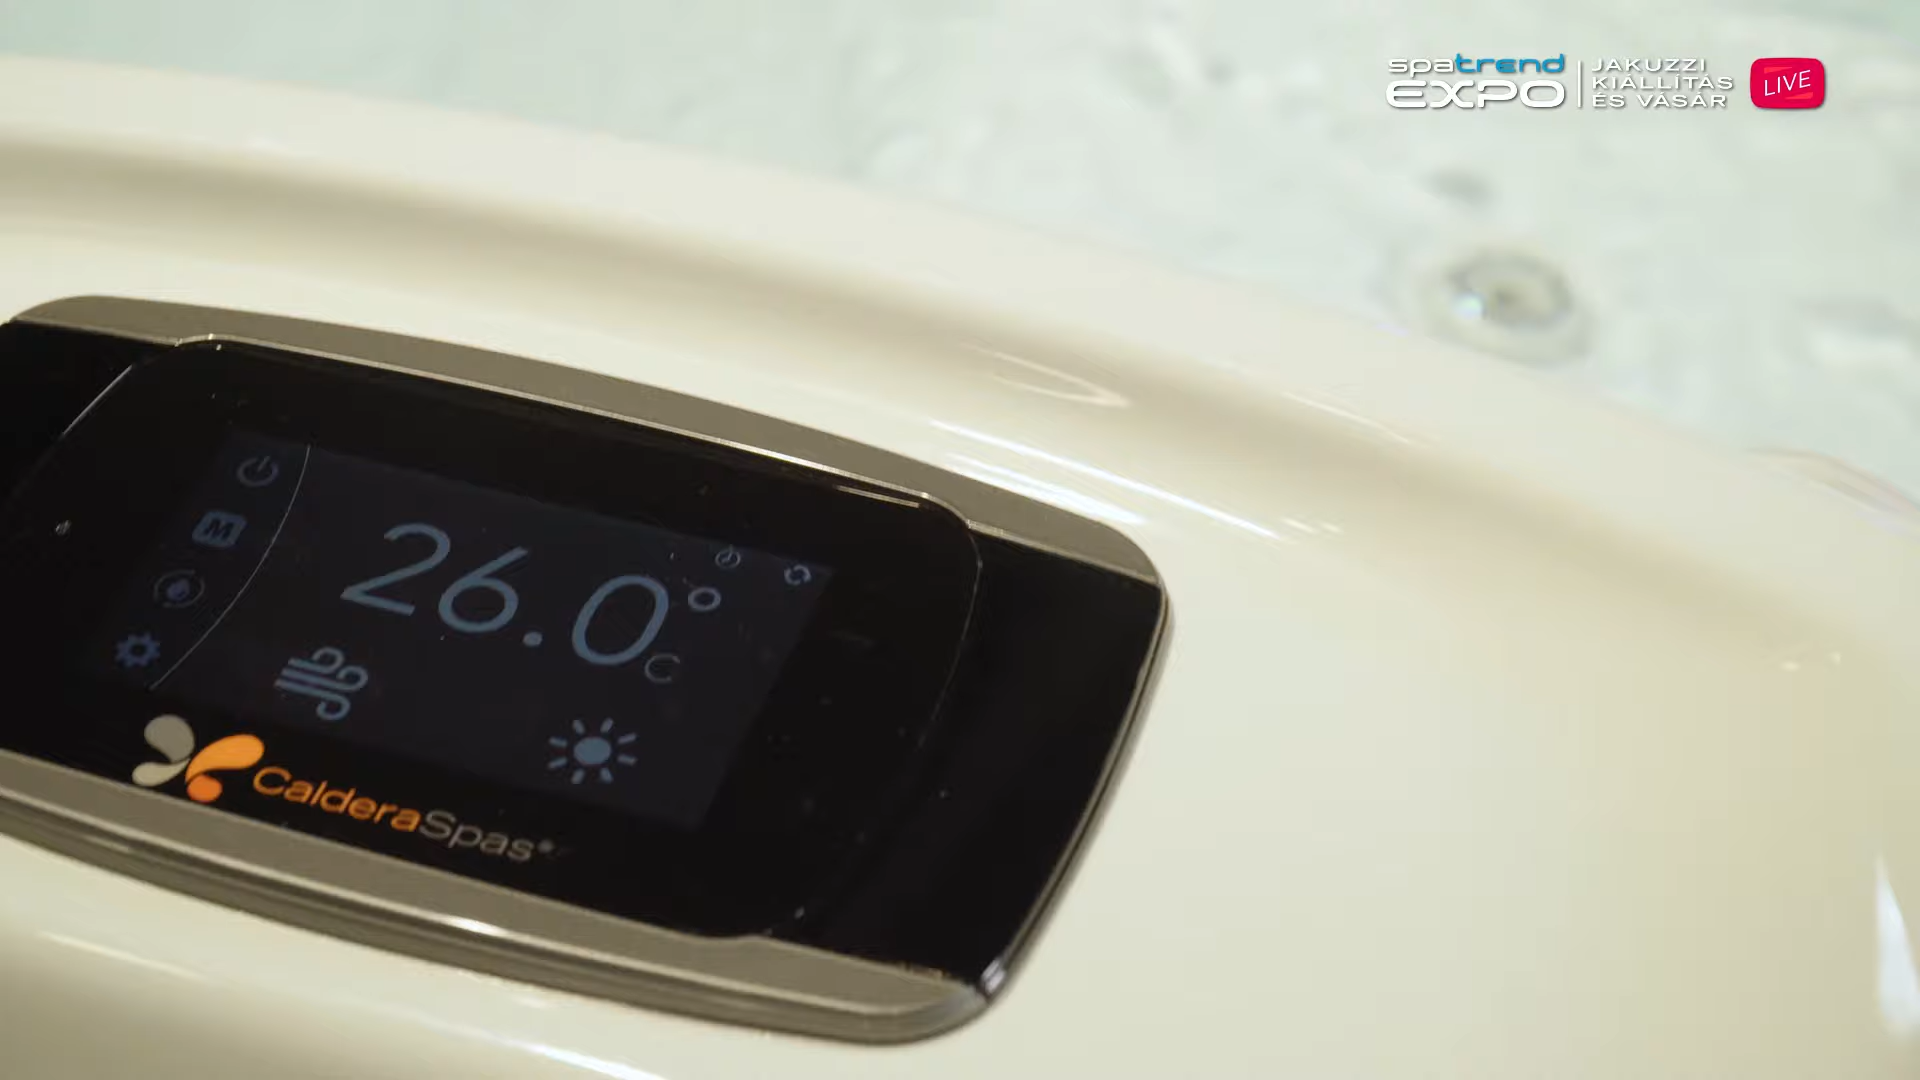 spatrend
EXPO
JAKUZZI
KIÁLLÍTÁS
ÉS VÁSÁR
LIVE
M
26.0°C
CalderaSpas®